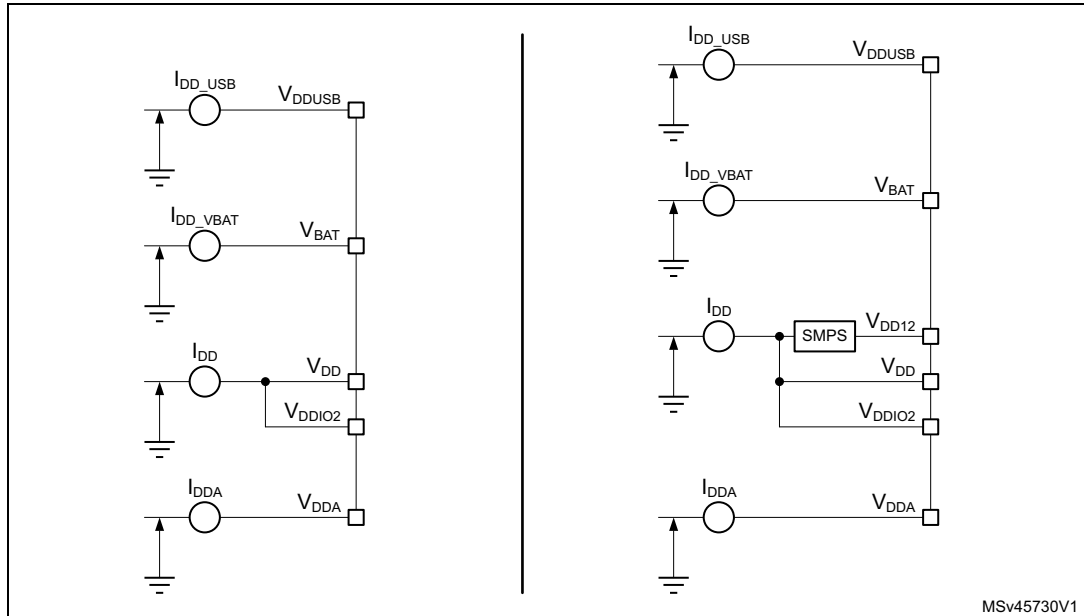 I_DD_USB
V_DDUSB
I_DD_VBAT
V_BAT
I_DD
V_DD
V_DDIO2
I_DDA
V_DDA
I_DD_USB
V_DDUSB
I_DD_VBAT
V_BAT
I_DD
SMPS
V_DD12
V_DD
V_DDIO2
I_DDA
V_DDA
MSv45730V1